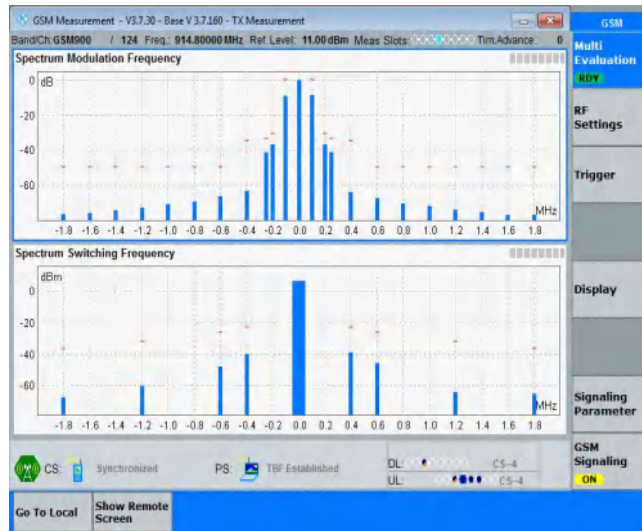 GSM Measurement - V3.7.30 - Base V 3.7.160 - TX Measurement
GSM
Band/Ch: GSM900 / 124 Freq.: 914.80000 MHz Ref. Level: 11.00 dBm Meas Slots: Tim.Advance: 0
Multi
Evaluation
RDY
Spectrum Modulation Frequency
dB
0
-20
-40
-60
MHz
-1.8 -1.6 -1.4 -1.2 -1.0 -0.8 -0.6 -0.4 -0.2 0.0 0.2 0.4 0.6 0.8 1.0 1.2 1.4 1.6 1.8
RF
Settings
Trigger
Spectrum Switching Frequency
dBm
0
-20
-40
-60
MHz
-1.8 -1.6 -1.4 -1.2 -1.0 -0.8 -0.6 -0.4 -0.2 0.0 0.2 0.4 0.6 0.8 1.0 1.2 1.4 1.6 1.8
Display
Signaling
Parameter
GSM
Signaling
ON
CS: Synchronized PS: TBF Established
DL: CS-4
UL: CS-4
Go To Local
Show Remote
Screen